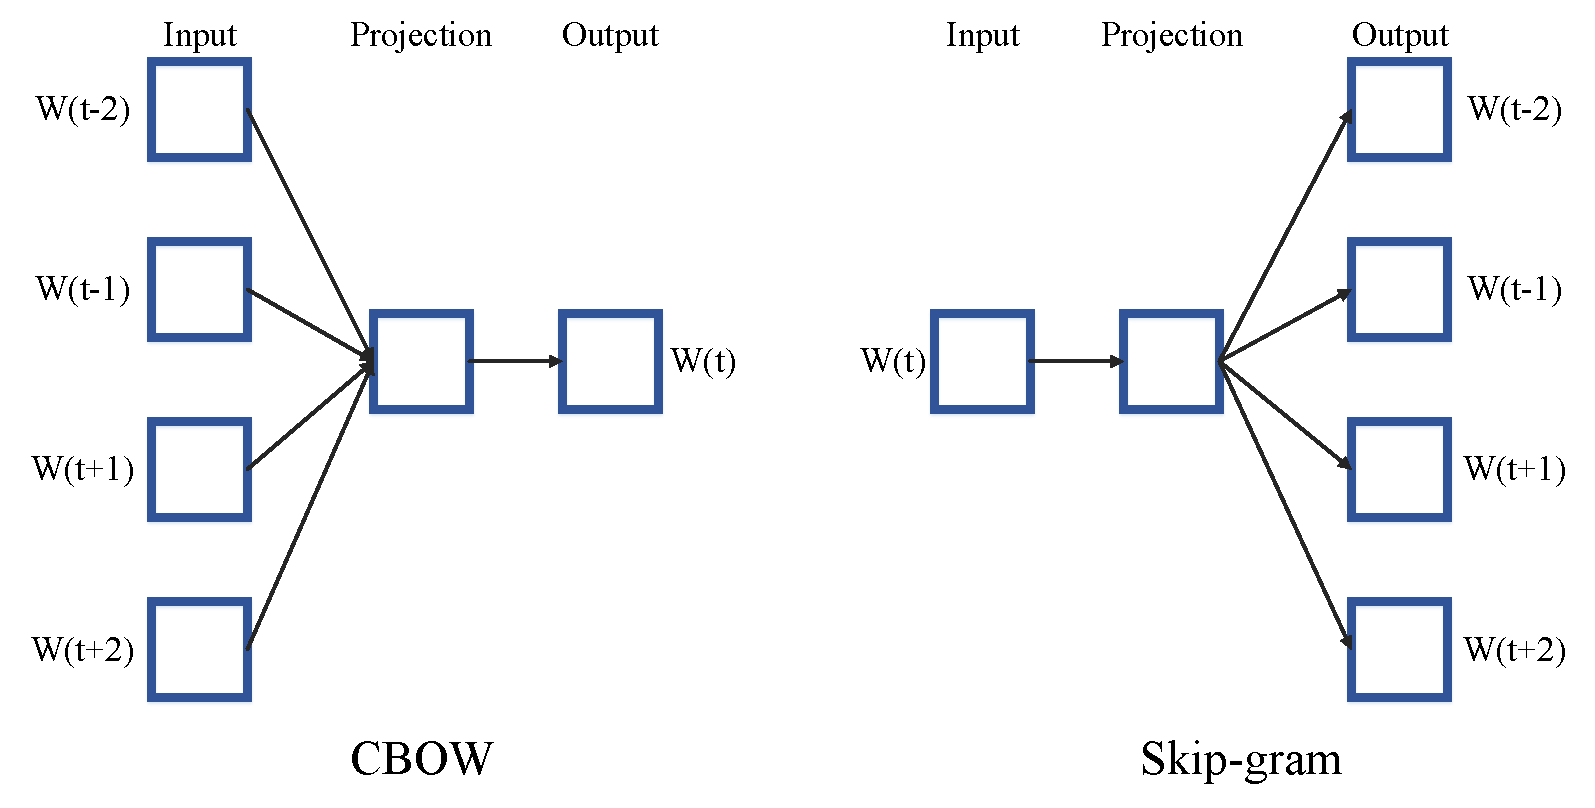 Input Projection Output
W(t-2)
W(t-1)
W(t)
W(t+1)
W(t+2)
CBOW
Input Projection Output
W(t-2)
W(t-1)
W(t)
W(t+1)
W(t+2)
Skip-gram